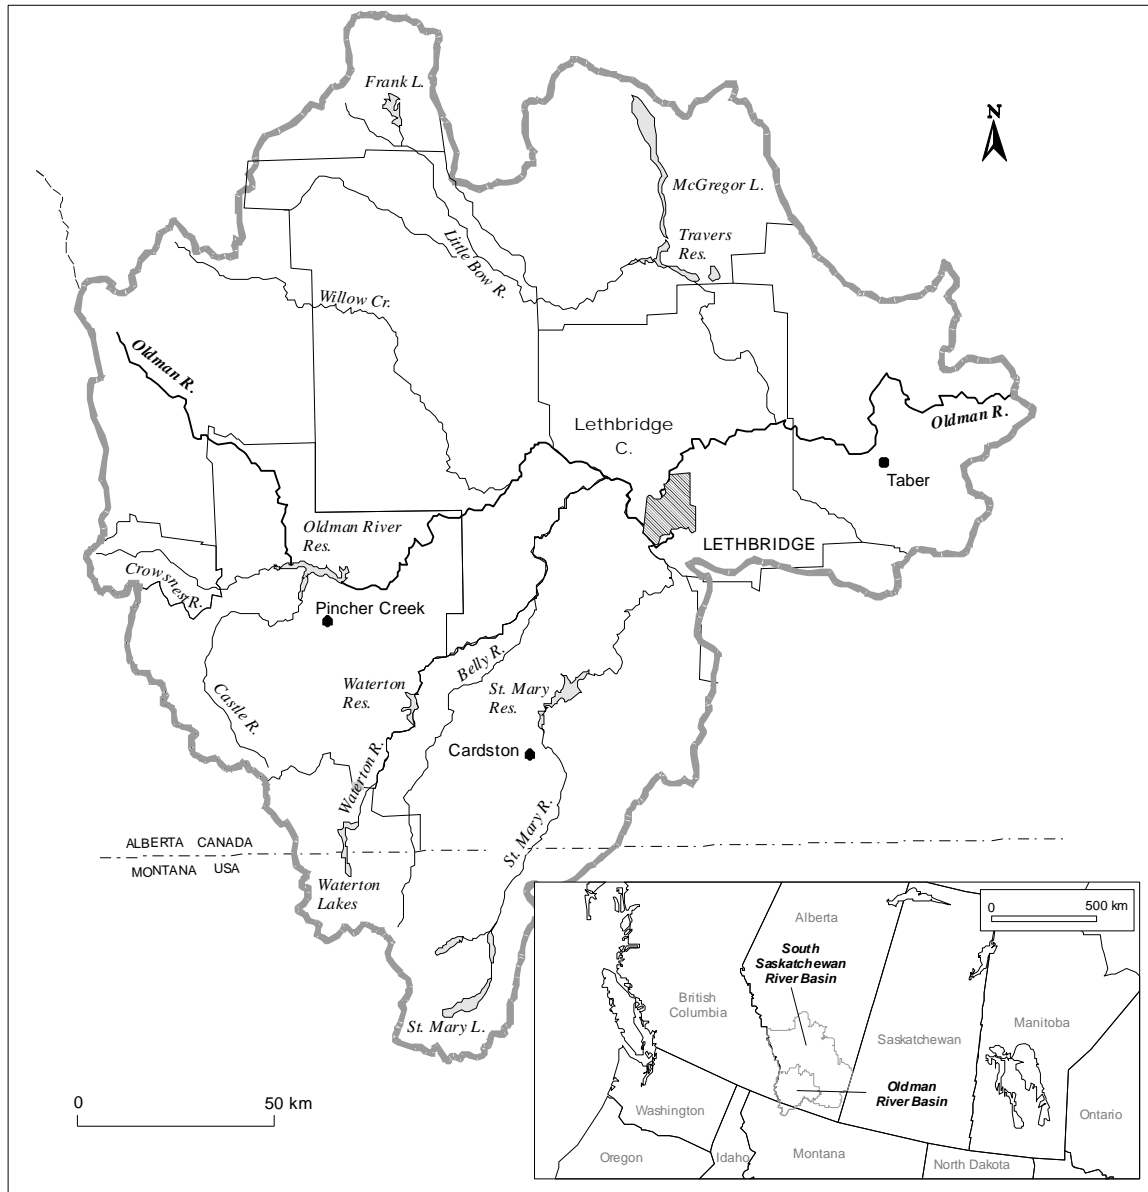 Frank L.
N
McGregor L.
Travers
Res.
Little Bow R.
Willow Cr.
Oldman R.
Oldman R.
Lethbridge
C.
Taber
Oldman River
Res.
LETHBRIDGE
Crowsnest R.
Pincher Creek
Belly R.
Waterton
Res.
St. Mary
Res.
Castle R.
Cardston
Waterton R.
St. Mary R.
ALBERTA CANADA
MONTANA USA
Waterton
Lakes
St. Mary L.
0 50 km
0 500 km
Alberta
South
Saskatchewan
River Basin
British
Columbia
Saskatchewan
Manitoba
Oldman
River Basin
Washington
Ontario
Oregon
Idaho
Montana
North Dakota